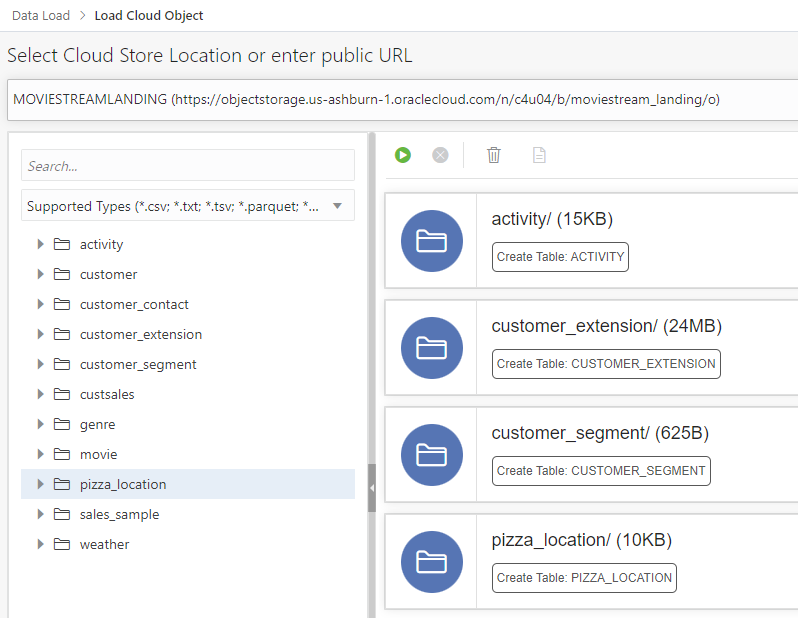 Data Load > Load Cloud Object
Select Cloud Store Location or enter public URL
MOVIESTREAMLANDING (https://objectstorage.us-ashburn-1.oraclecloud.com/n/c4u04/b/moviestream_landing/o)
Search...
Supported Types (*.csv; *.txt; *.tsv; *.parquet; *...
activity
customer
customer_contact
customer_extension
customer_segment
custsales
genre
movie
pizza_location
sales_sample
weather
activity/ (15KB)
Create Table: ACTIVITY
customer_extension/ (24MB)
Create Table: CUSTOMER_EXTENSION
customer_segment/ (625B)
Create Table: CUSTOMER_SEGMENT
pizza_location/ (10KB)
Create Table: PIZZA_LOCATION